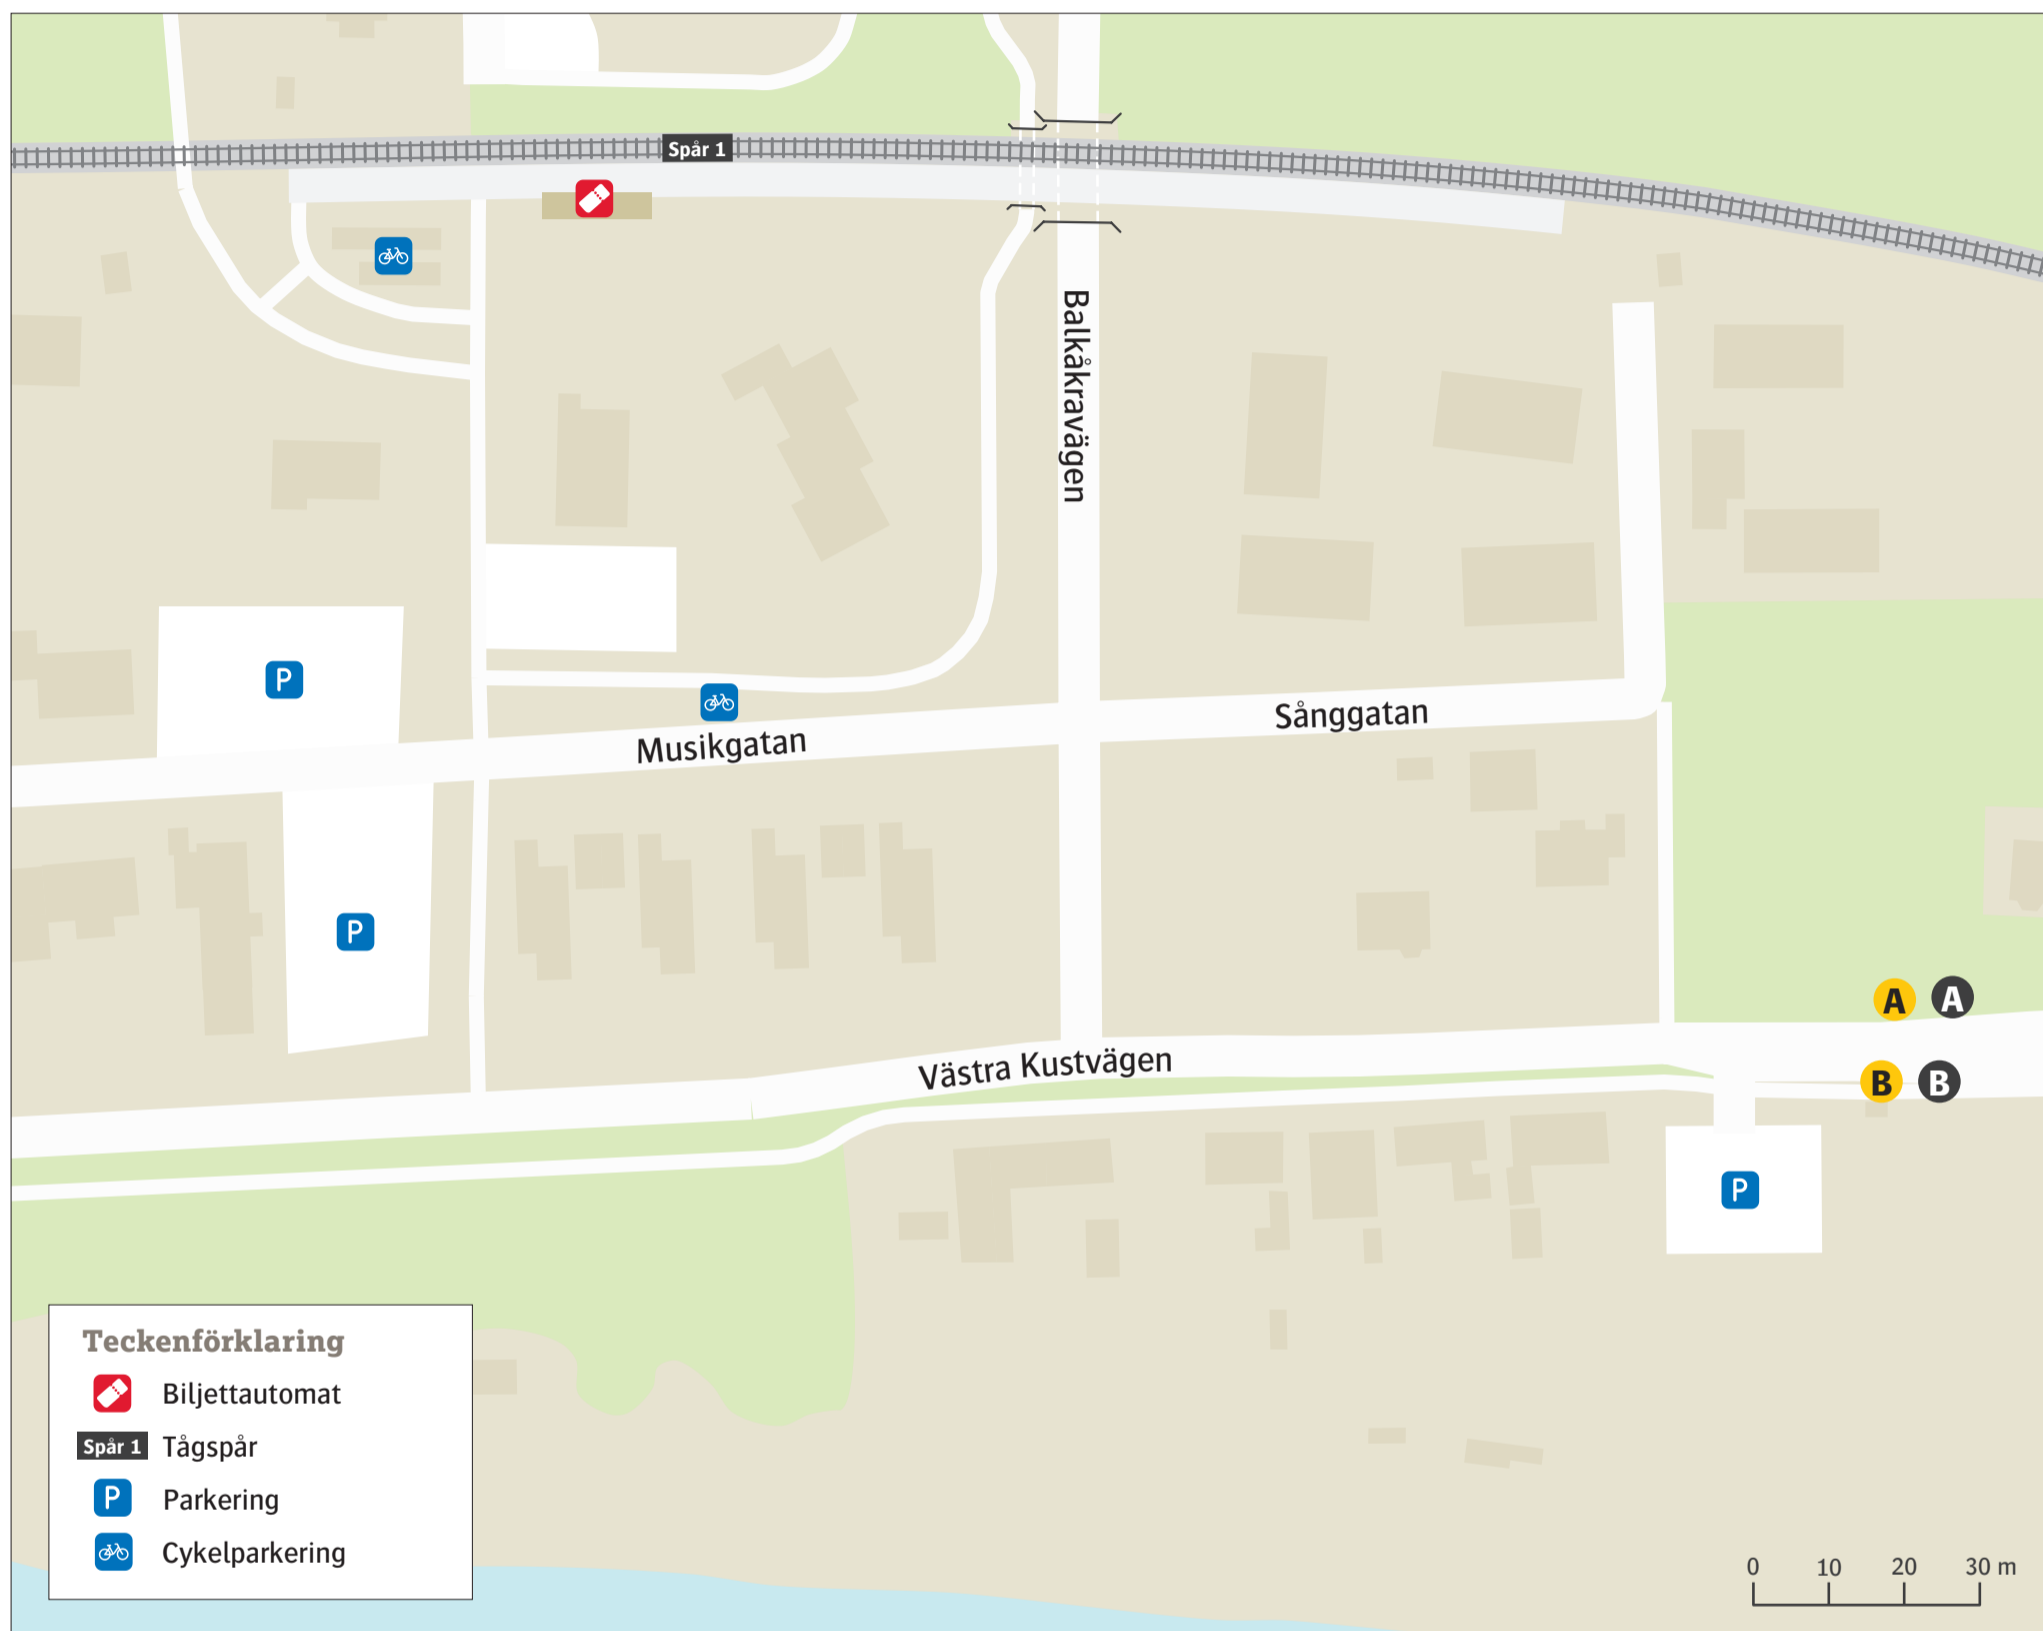 Spår 1
Balkåkravägen
P
Sånggatan
Musikgatan
P
A A
Västra Kustvägen
B B
P
Teckenförklaring
Biljettautomat
Spår 1 Tågspår
P Parkering
Cykelparkering
0 10 20 30 m